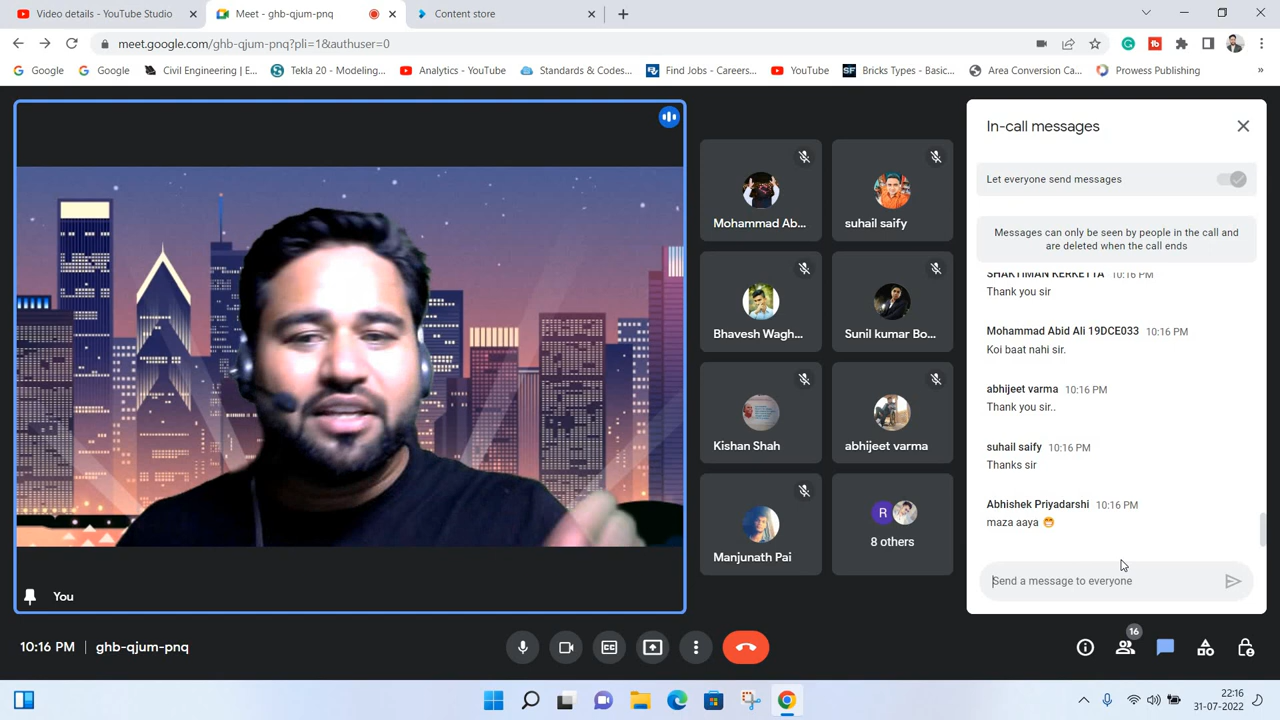 Video details - YouTube Studio
Meet - ghb-qjum-pnq
Content store
meet.google.com/ghb-qjum-pnq?pli=1&authuser=0
Google
Google
Civil Engineering | E...
Tekla 20 - Modeling...
Analytics - YouTube
Standards & Codes...
Find Jobs - Careers...
YouTube
SF
Bricks Types - Basic...
Area Conversion Ca...
Prowess Publishing
»
In-call messages
Let everyone send messages
Messages can only be seen by people in the call and
are deleted when the call ends
SHAKTIMAN KERKETTA 10:16 PM
Thank you sir
Mohammad Abid Ali 19DCE033 10:16 PM
Koi baat nahi sir.
abhijeet varma 10:16 PM
Thank you sir..
suhail saify 10:16 PM
Thanks sir
Abhishek Priyadarshi 10:16 PM
maza aaya 😁
Send a message to everyone
Mohammad Ab...
suhail saify
Bhavesh Wagh...
Sunil kumar Bo...
Kishan Shah
abhijeet varma
Manjunath Pai
R
8 others
You
10:16 PM | ghb-qjum-pnq
CC
16
22:16
31-07-2022